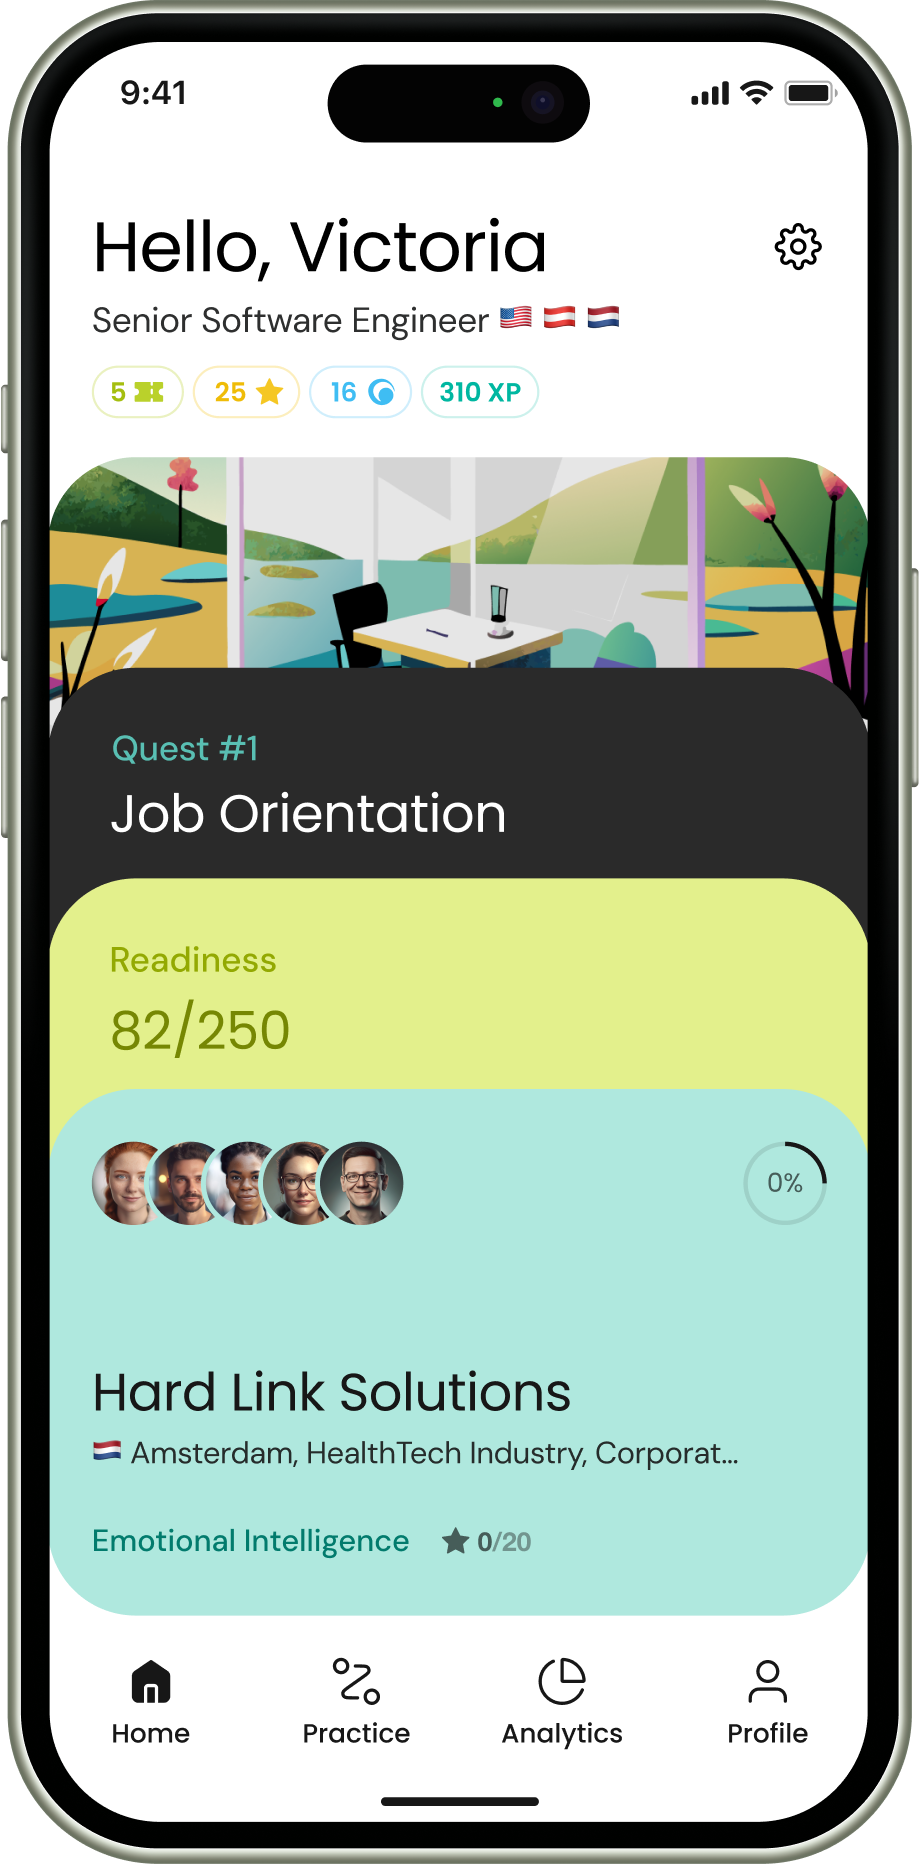 9:41
Hello, Victoria
Senior Software Engineer 🇺🇸 🇦🇹 🇳🇱
5 25 16 310 XP
Quest #1
Job Orientation
Readiness
82/250
0%
Hard Link Solutions
🇳🇱 Amsterdam, HealthTech Industry, Corporat...
Emotional Intelligence ★ 0/20
Home Practice Analytics Profile